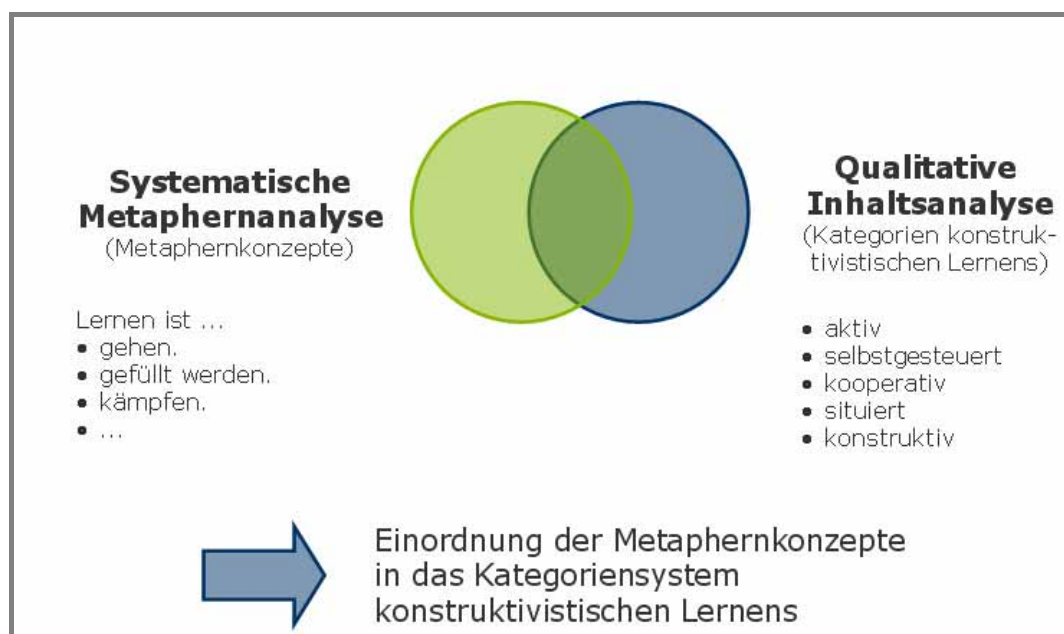 Systematische
Metaphernanalyse
(Metaphernkonzepte)
Lernen ist ...
• gehen.
• gefüllt werden.
• kämpfen.
• ...
Qualitative
Inhaltsanalyse
(Kategorien konstruk-
tivistischen Lernens)
• aktiv
• selbstgesteuert
• kooperativ
• situiert
• konstruktiv
Einordnung der Metaphernkonzepte
in das Kategoriensystem
konstruktivistischen Lernens